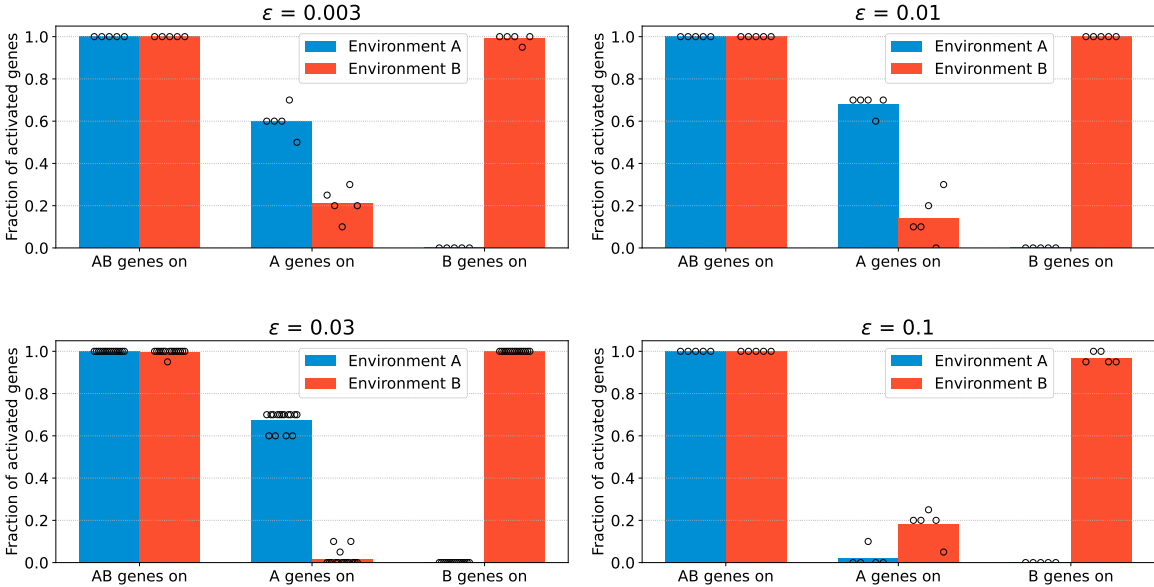 ε = 0.003
Fraction of activated genes
1.0
0.8
0.6
0.4
0.2
0.0
Environment A
Environment B
AB genes on
A genes on
B genes on
ε = 0.01
Fraction of activated genes
1.0
0.8
0.6
0.4
0.2
0.0
Environment A
Environment B
AB genes on
A genes on
B genes on
ε = 0.03
Fraction of activated genes
1.0
0.8
0.6
0.4
0.2
0.0
Environment A
Environment B
AB genes on
A genes on
B genes on
ε = 0.1
Fraction of activated genes
1.0
0.8
0.6
0.4
0.2
0.0
Environment A
Environment B
AB genes on
A genes on
B genes on